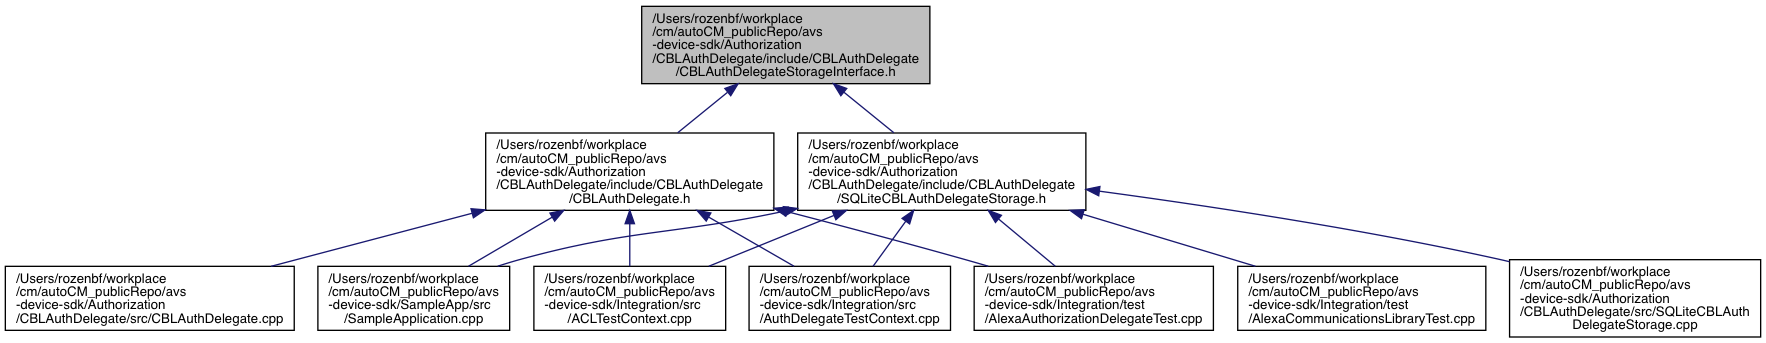 /Users/rozenbf/workplace
/cm/autoCM_publicRepo/avs
-device-sdk/Authorization
/CBLAuthDelegate/include/CBLAuthDelegate
/CBLAuthDelegateStorageInterface.h
/Users/rozenbf/workplace
/cm/autoCM_publicRepo/avs
-device-sdk/Authorization
/CBLAuthDelegate/include/CBLAuthDelegate
/CBLAuthDelegate.h
/Users/rozenbf/workplace
/cm/autoCM_publicRepo/avs
-device-sdk/Authorization
/CBLAuthDelegate/include/CBLAuthDelegate
/SQLiteCBLAuthDelegateStorage.h
/Users/rozenbf/workplace
/cm/autoCM_publicRepo/avs
-device-sdk/Authorization
/CBLAuthDelegate/src/CBLAuthDelegate.cpp
/Users/rozenbf/workplace
/cm/autoCM_publicRepo/avs
-device-sdk/SampleApp/src
/SampleApplication.cpp
/Users/rozenbf/workplace
/cm/autoCM_publicRepo/avs
-device-sdk/Integration/src
/ACLTestContext.cpp
/Users/rozenbf/workplace
/cm/autoCM_publicRepo/avs
-device-sdk/Integration/src
/AuthDelegateTestContext.cpp
/Users/rozenbf/workplace
/cm/autoCM_publicRepo/avs
-device-sdk/Integration/test
/AlexaAuthorizationDelegateTest.cpp
/Users/rozenbf/workplace
/cm/autoCM_publicRepo/avs
-device-sdk/Integration/test
/AlexaCommunicationsLibraryTest.cpp
/Users/rozenbf/workplace
/cm/autoCM_publicRepo/avs
-device-sdk/Authorization
/CBLAuthDelegate/src/SQLiteCBLAuth
DelegateStorage.cpp